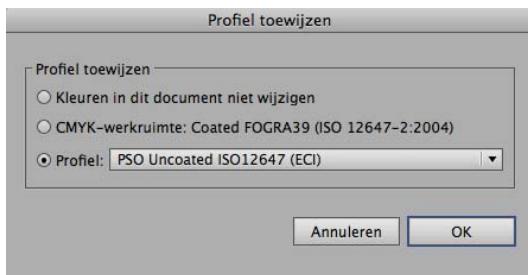 Profiel toewijzen
Profiel toewijzen
Kleuren in dit document niet wijzigen
CMYK-werkruimte: Coated FOGRA39 (ISO 12647-2:2004)
Profiel: PSO Uncoated ISO12647 (ECI)
Annuleren OK